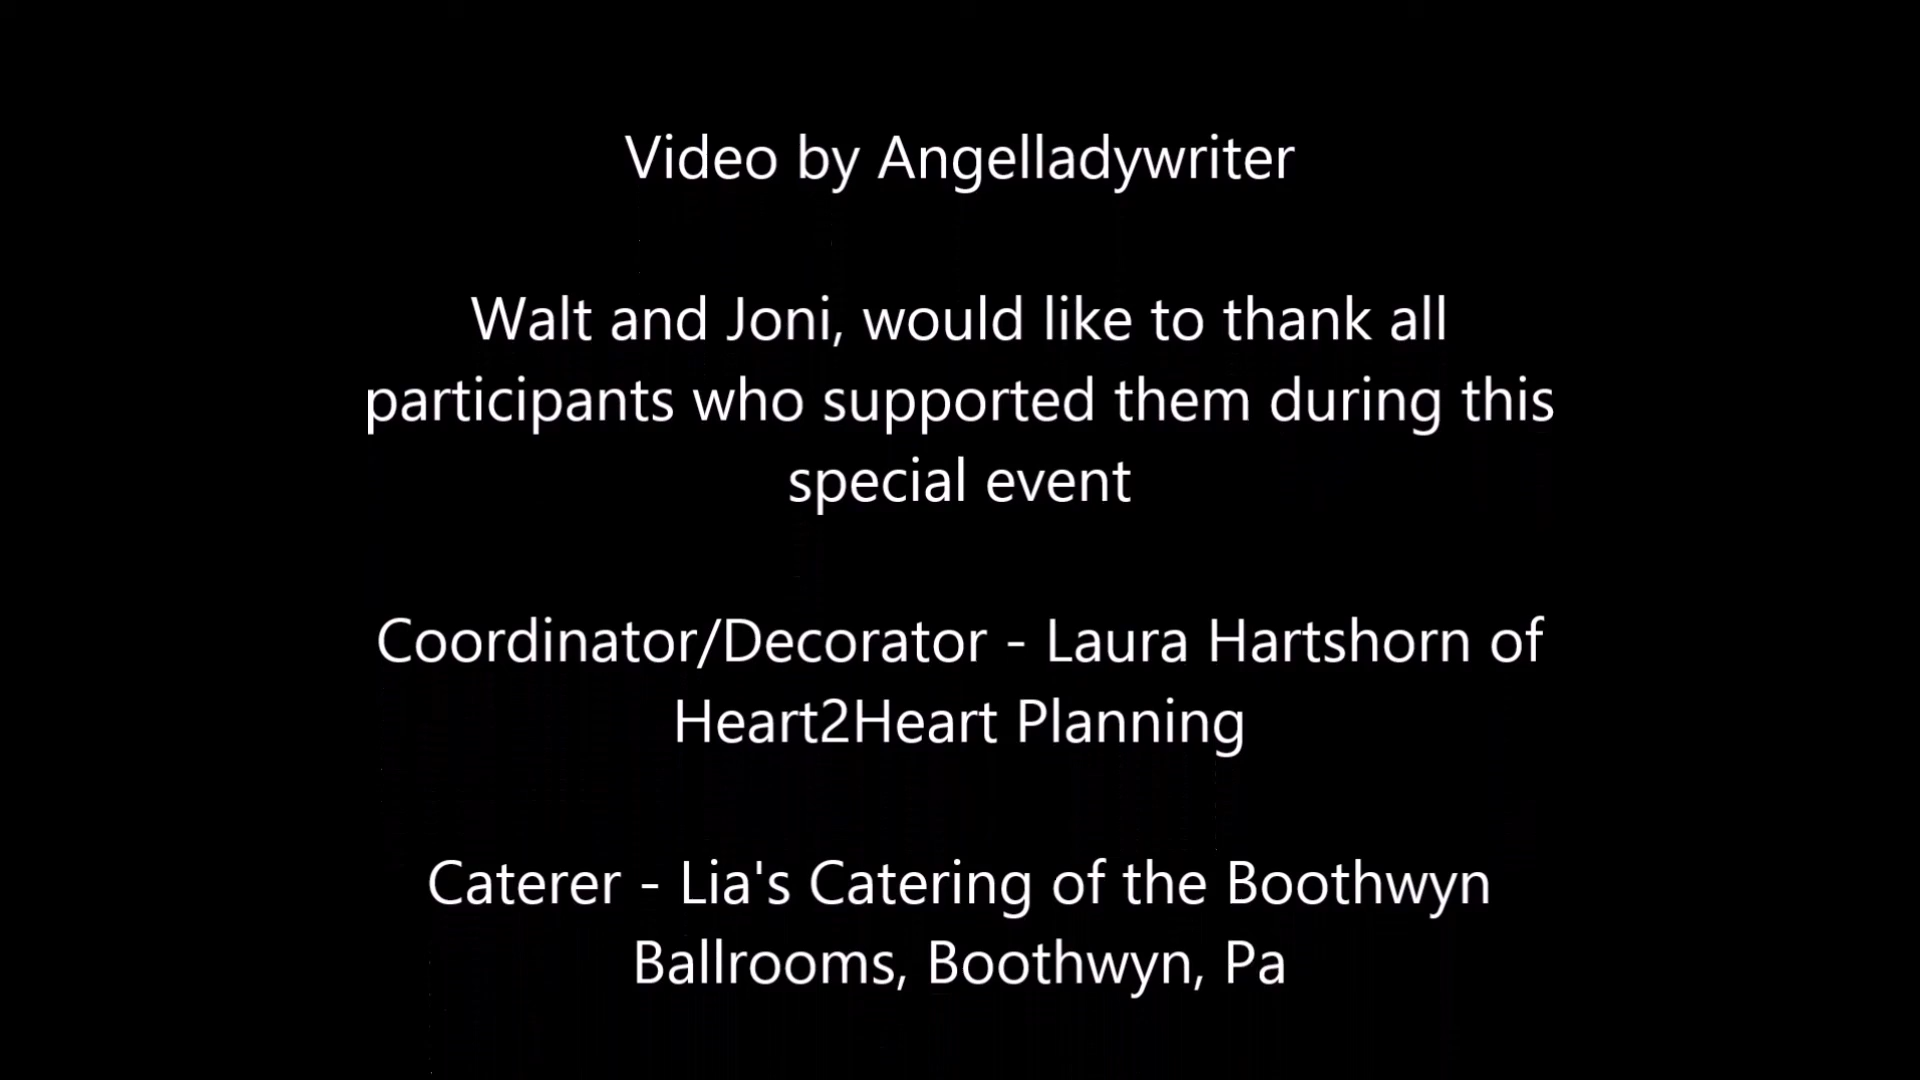 Video by Angelladywriter
Walt and Joni, would like to thank all
participants who supported them during this
special event
Coordinator/Decorator - Laura Hartshorn of
Heart2Heart Planning
Caterer - Lia's Catering of the Boothwyn
Ballrooms, Boothwyn, Pa